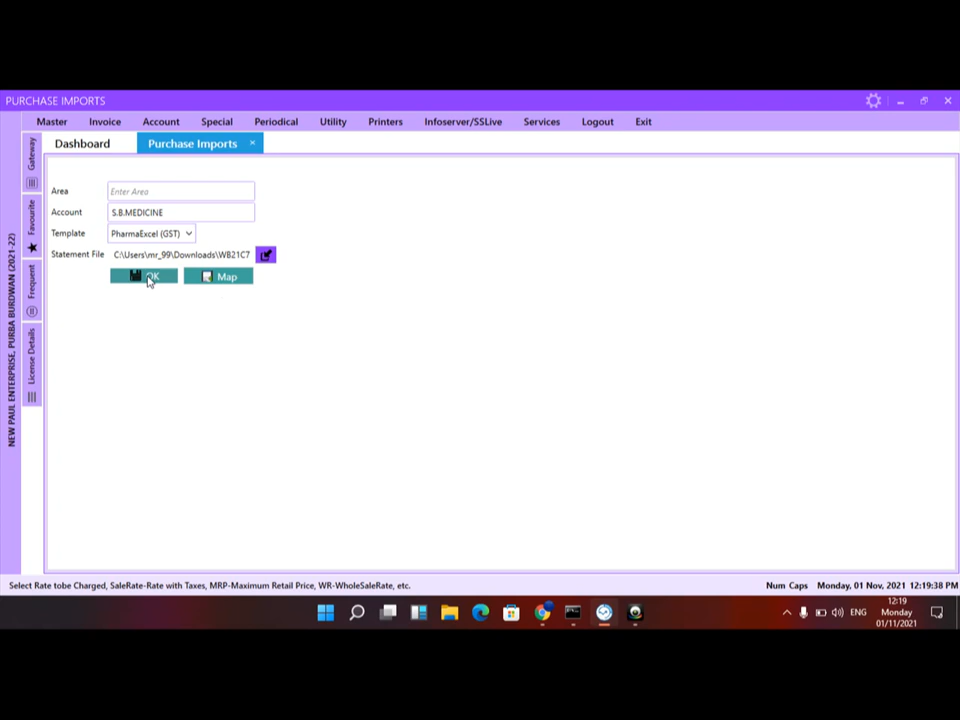 PURCHASE IMPORTS
Master Invoice Account Special Periodical Utility Printers Infoserver/SSLive Services Logout Exit
Dashboard Purchase Imports ×
Gateway
Favourite
Frequent
License Details
NEW PAUL ENTERPRISE, PURBA BURDWAN (2021-22)
Area Enter Area
Account S.B.MEDICINE
Template PharmaExcel (GST)
Statement File C:\Users\mr_99\Downloads\WB21C7
OK Map
Select Rate tobe Charged, SaleRate-Rate with Taxes, MRP-Maximum Retail Price, WR-WholeSaleRate, etc.
Num Caps Monday, 01 Nov, 2021 12:19:38 PM
ENG
12:19
Monday
01/11/2021